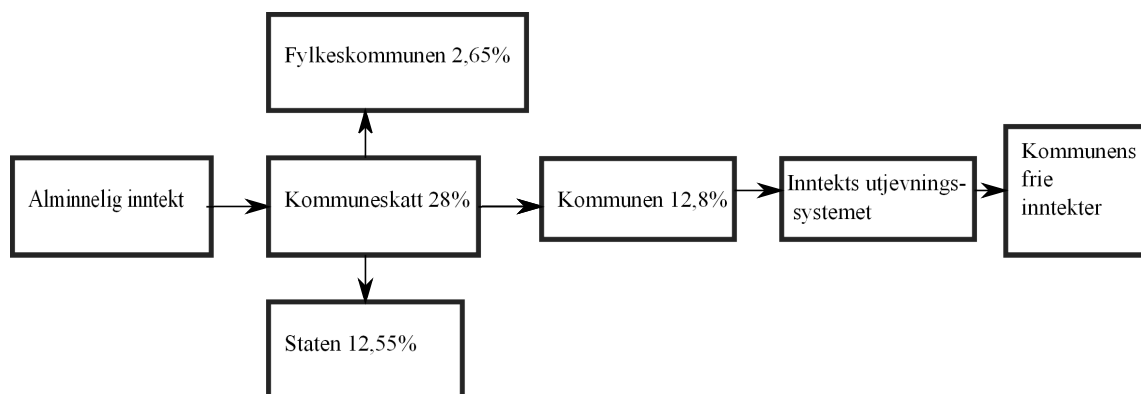 Fylkeskommunen 2,65%
Alminnelig inntekt
Kommuneskatt 28%
Kommunen 12,8%
Inntekts utjevnings-
systemet
Kommunens
frie
inntekter
Staten 12,55%